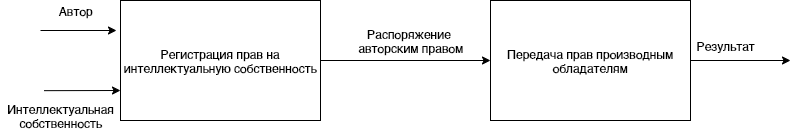 Автор
Интеллектуальная
собственность
Регистрация прав на
интеллектуальную собственность
Распоряжение
авторским правом
Передача прав производным
обладателям
Результат